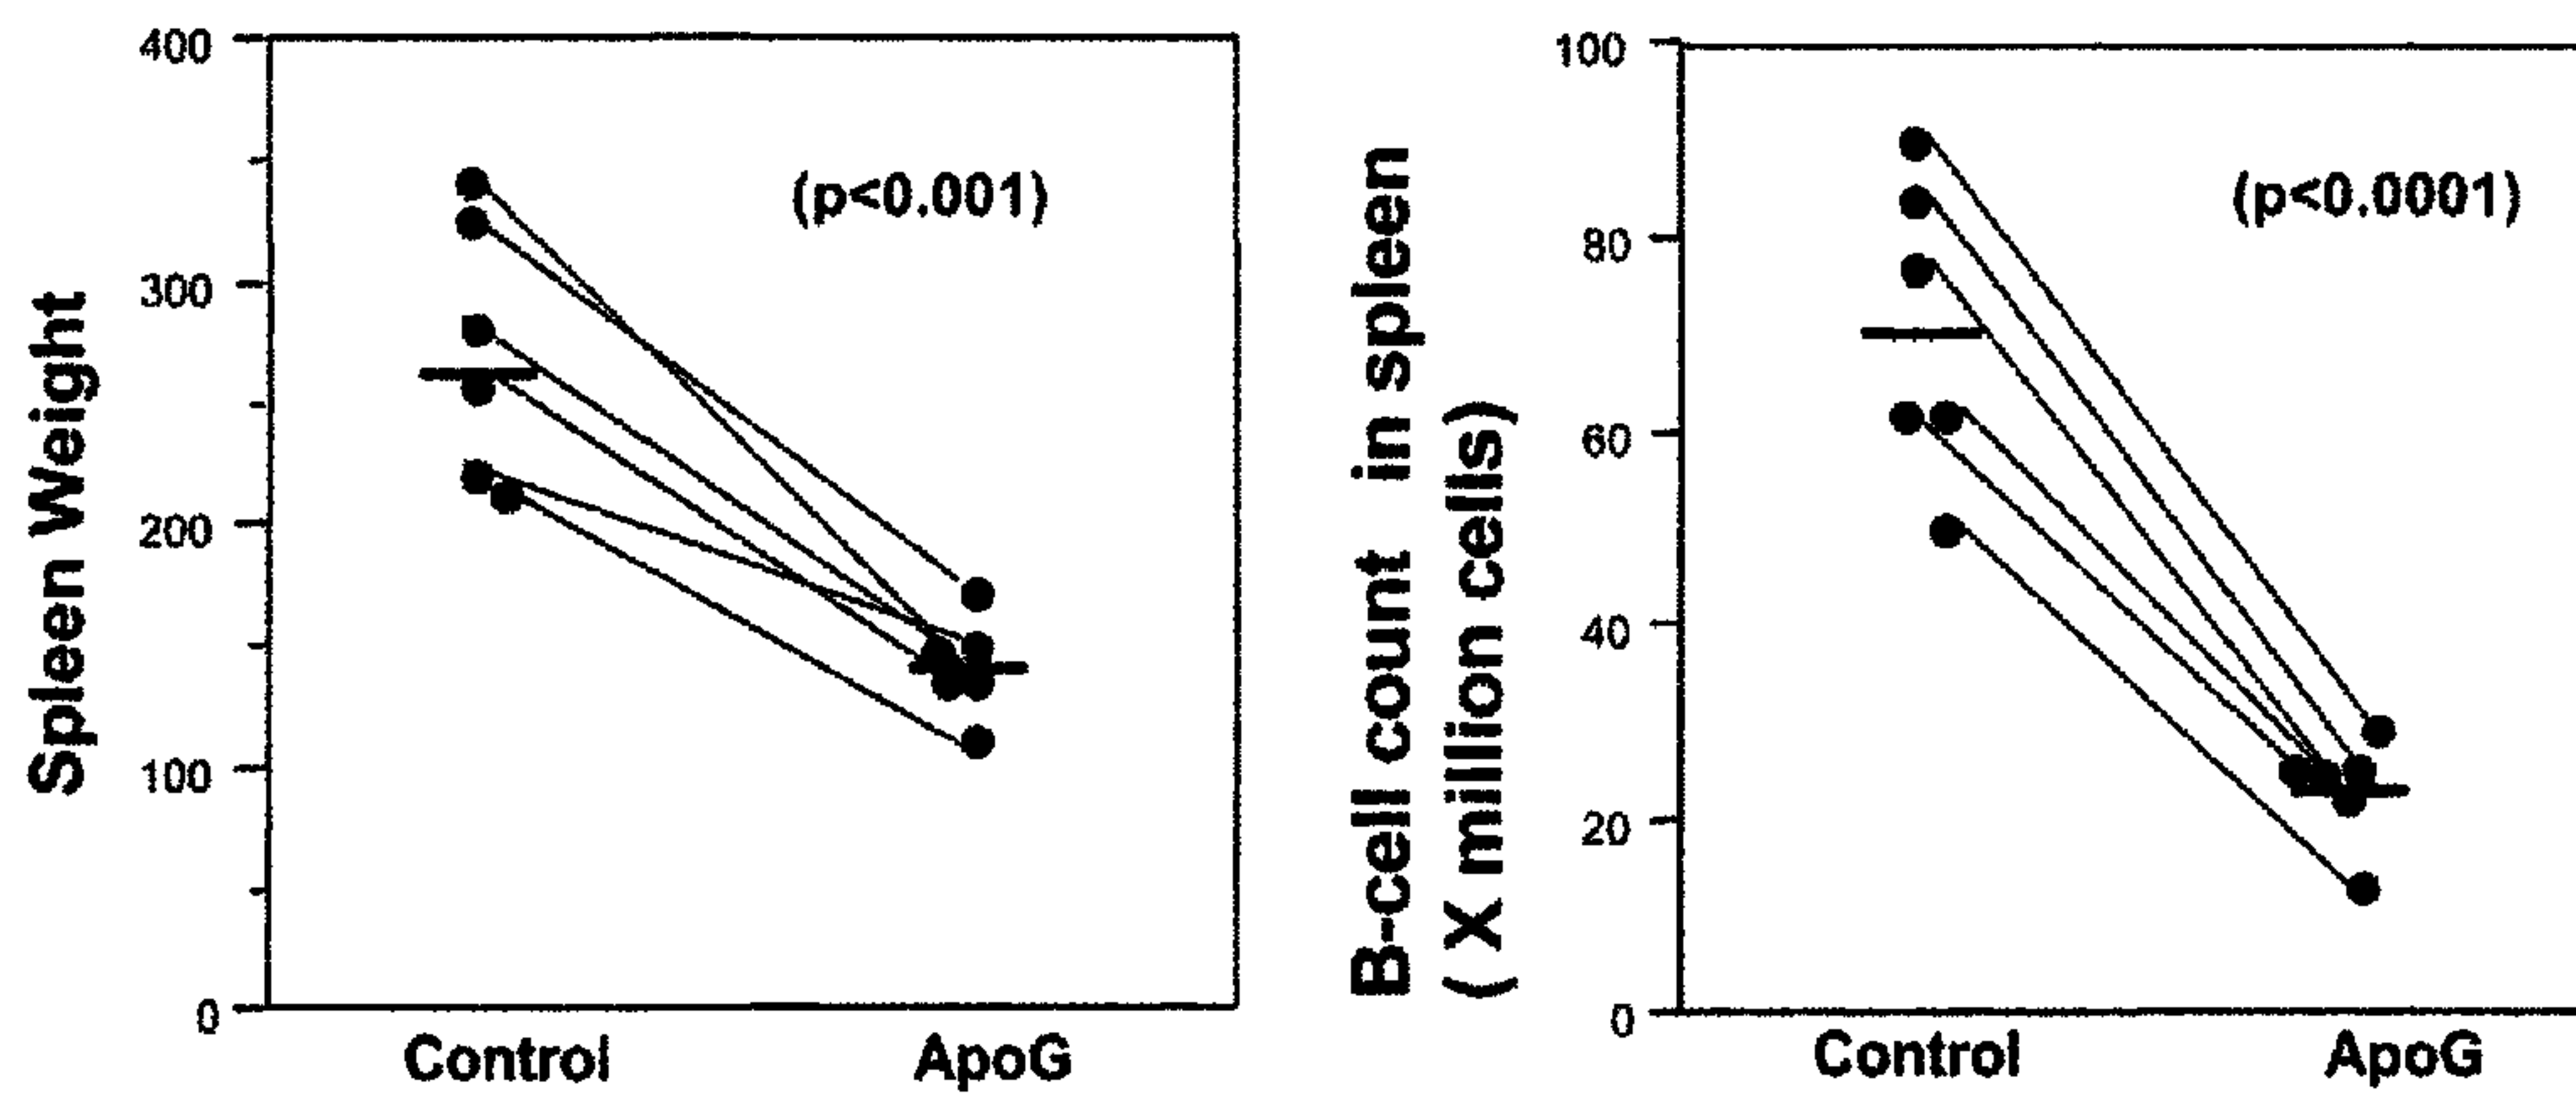 Spleen Weight
400
300
200
100
0
(p<0.001)
Control ApoG
B-cell count in spleen
( X million cells)
100
80
60
40
20
0
(p<0.0001)
Control ApoG